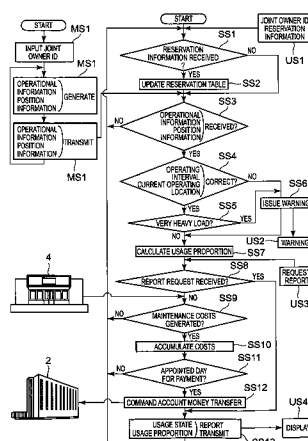 START
MS1
INPUT JOINT
OWNER ID
MS1
OPERATIONAL
INFORMATION
POSITION
INFORMATION
GENERATE
OPERATIONAL
INFORMATION
POSITION
INFORMATION
TRANSMIT
MS1
START
JOINT OWNER ID
RESERVATION
INFORMATION
US1
SS1
RESERVATION
INFORMATION RECEIVED
?
NO
YES
SS2
UPDATE RESERVATION TABLE
SS3
OPERATIONAL
INFORMATION
POSITION
INFORMATION
RECEIVED?
NO
YES
SS4
OPERATING
INTERVAL
CURRENT OPERATING
LOCATION
CORRECT?
NO
YES
SS5
SS6
ISSUE WARNING
VERY HEAVY LOAD?
YES
NO
US2
WARNING
SS7
CALCULATE USAGE PROPORTION
SS8
REPORT REQUEST RECEIVED?
YES
REQUEST
REPORT
US3
NO
SS9
4
MAINTENANCE COSTS
GENERATED?
NO
YES
SS10
ACCUMULATE COSTS
SS11
APPOINTED DAY
FOR PAYMENT?
NO
YES
SS12
2
COMMAND ACCOUNT MONEY TRANSFER
US4
USAGE STATE
USAGE PROPORTION
REPORT
TRANSMIT
DISPLAY